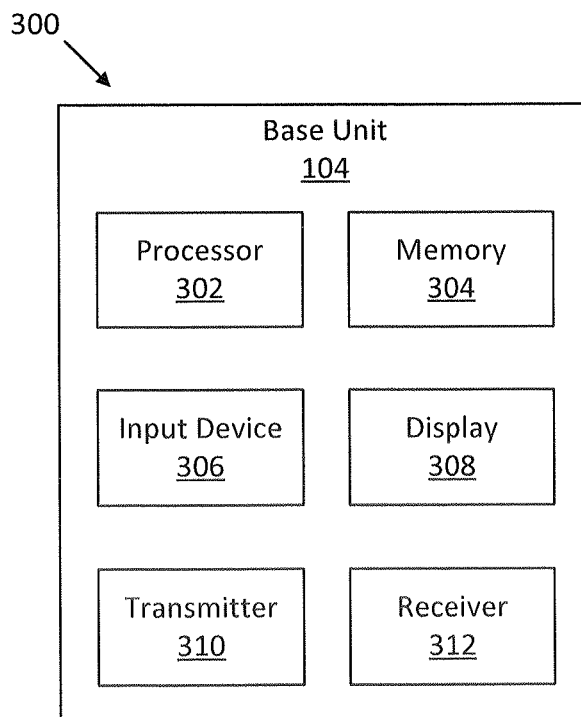 300
Base Unit
104
Processor
302
Memory
304
Input Device
306
Display
308
Transmitter
310
Receiver
312